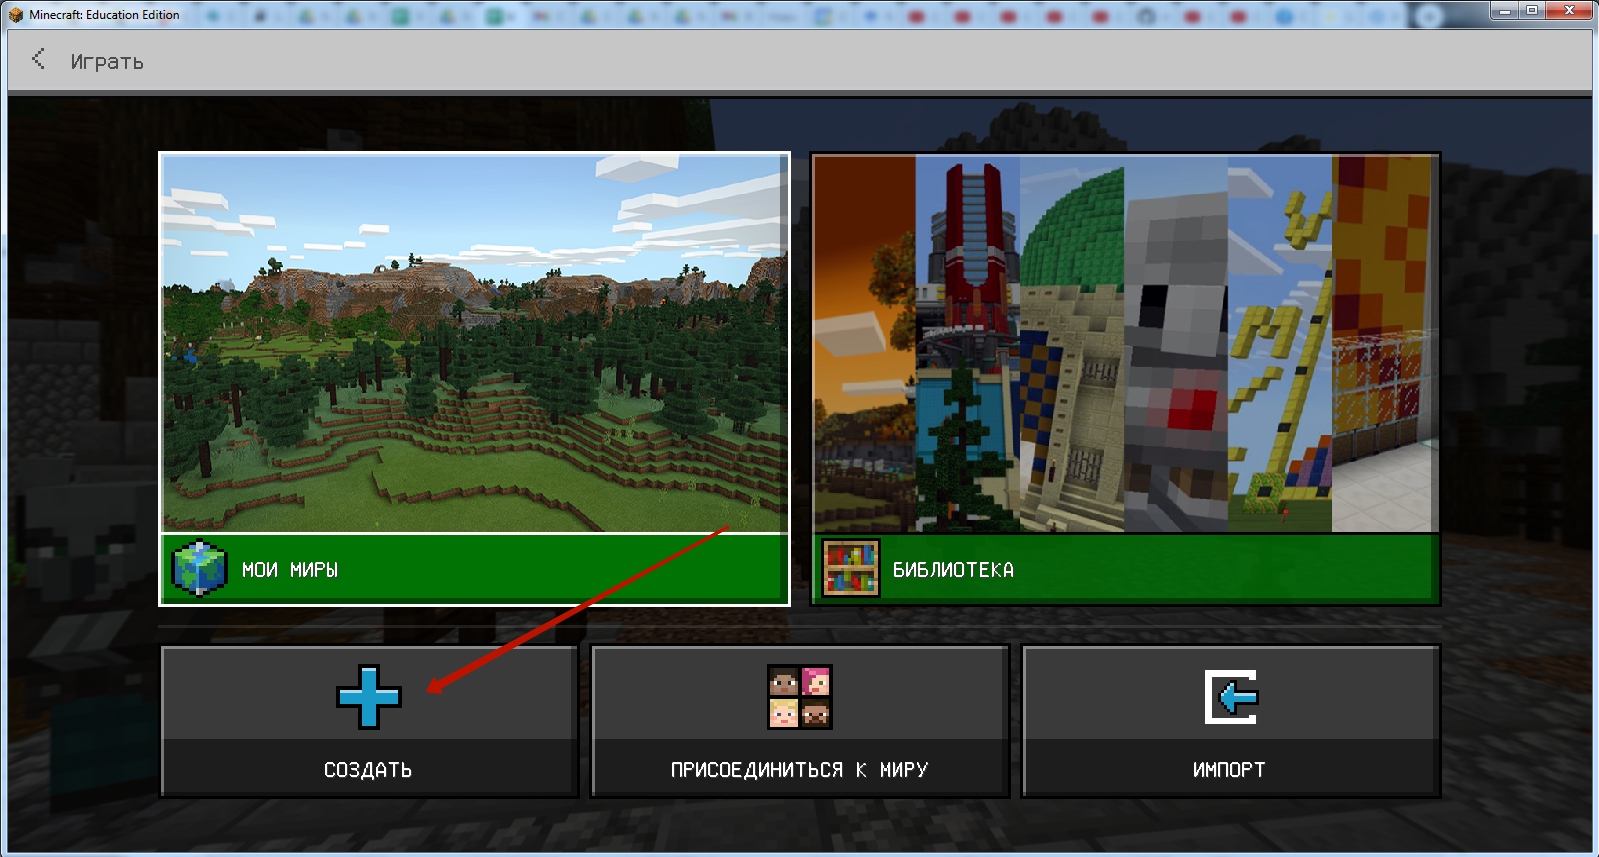 Minecraft: Education Edition
Играть
МОИ МИРЫ
БИБЛИОТЕКА
СОЗДАТЬ
ПРИСОЕДИНИТЬСЯ К МИРУ
ИМПОРТ